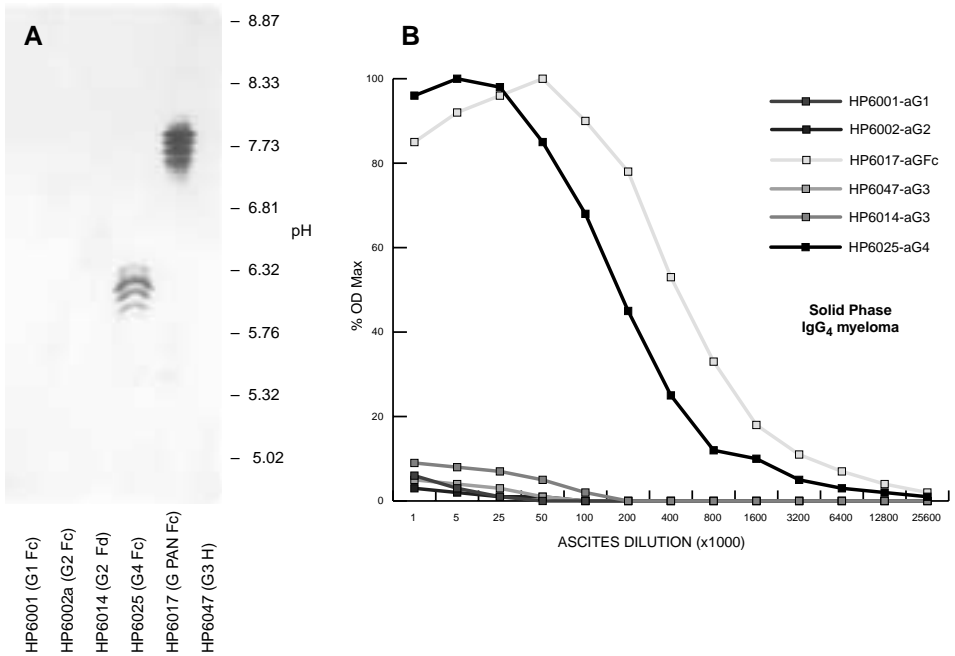 A
– 8.87
– 8.33
– 7.73
– 6.81
pH
– 6.32
– 5.76
– 5.32
– 5.02
HP6001 (G1 Fc)
HP6002a (G2 Fc)
HP6014 (G2 Fd)
HP6025 (G4 Fc)
HP6017 (G PAN Fc)
HP6047 (G3 H)
B
% OD Max
100
80
60
40
20
0
1 5 25 50 100 200 400 800 1600 3200 6400 12800 25600
ASCITES DILUTION (x1000)
HP6001-aG1
HP6002-aG2
HP6017-aGFc
HP6047-aG3
HP6014-aG3
HP6025-aG4
Solid Phase
IgG4 myeloma